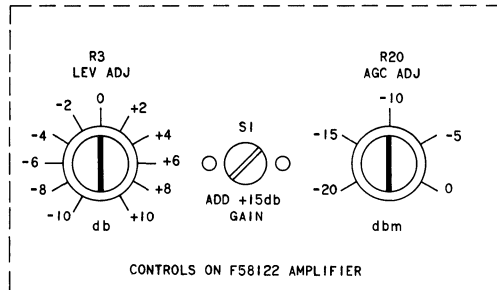 R3
LEV ADJ
0
-2
+2
-4
+4
-6
+6
-8
+8
-10
+10
db
S1
ADD +15db
GAIN
R20
AGC ADJ
-10
-15
-5
-20
0
dbm
CONTROLS ON F58122 AMPLIFIER